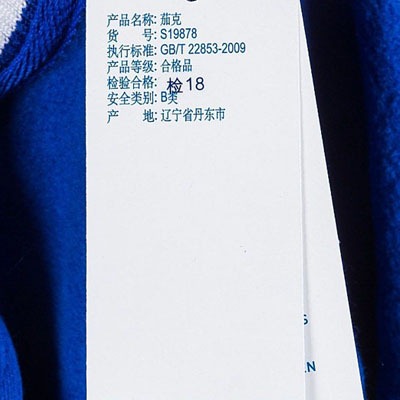 产品名称: 茄克
货 号: S19878
执行标准: GB/T 22853-2009
产品等级: 合格品
检验合格: 检18
安全类别: B类
产 地: 辽宁省丹东市
S
EN